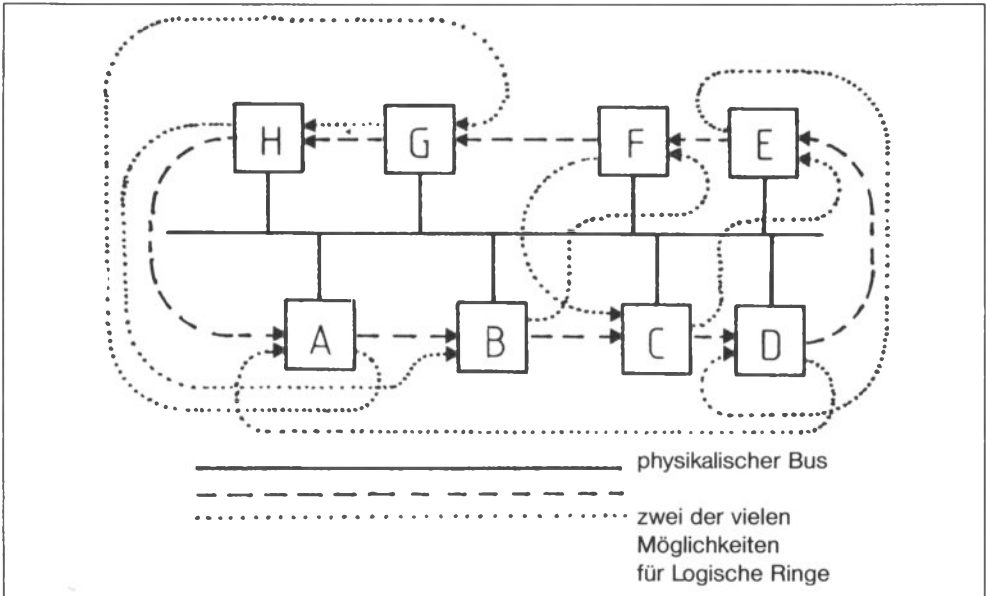 H G F E
A B C D
physikalischer Bus
zwei der vielen
Möglichkeiten
für Logische Ringe